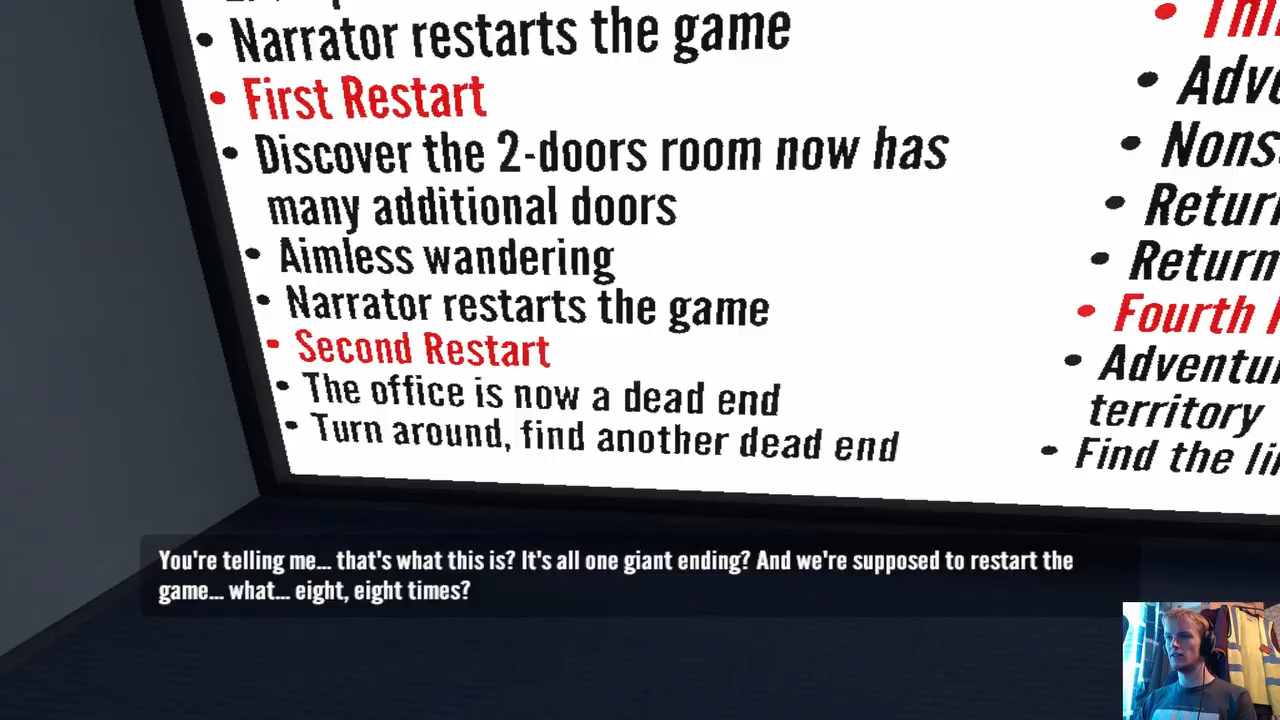 Narrator restarts the game
• First Restart
• Discover the 2-doors room now has
many additional doors
• Aimless wandering
• Narrator restarts the game
• Second Restart
• The office is now a dead end
• Turn around, find another dead end
•
• Adve
• Nons
• Return
• Return
• Fourth
• Adventur
territory
• Find the
You're telling me... that's what this is? It's all one giant ending? And we're supposed to restart the
game... what... eight, eight times?